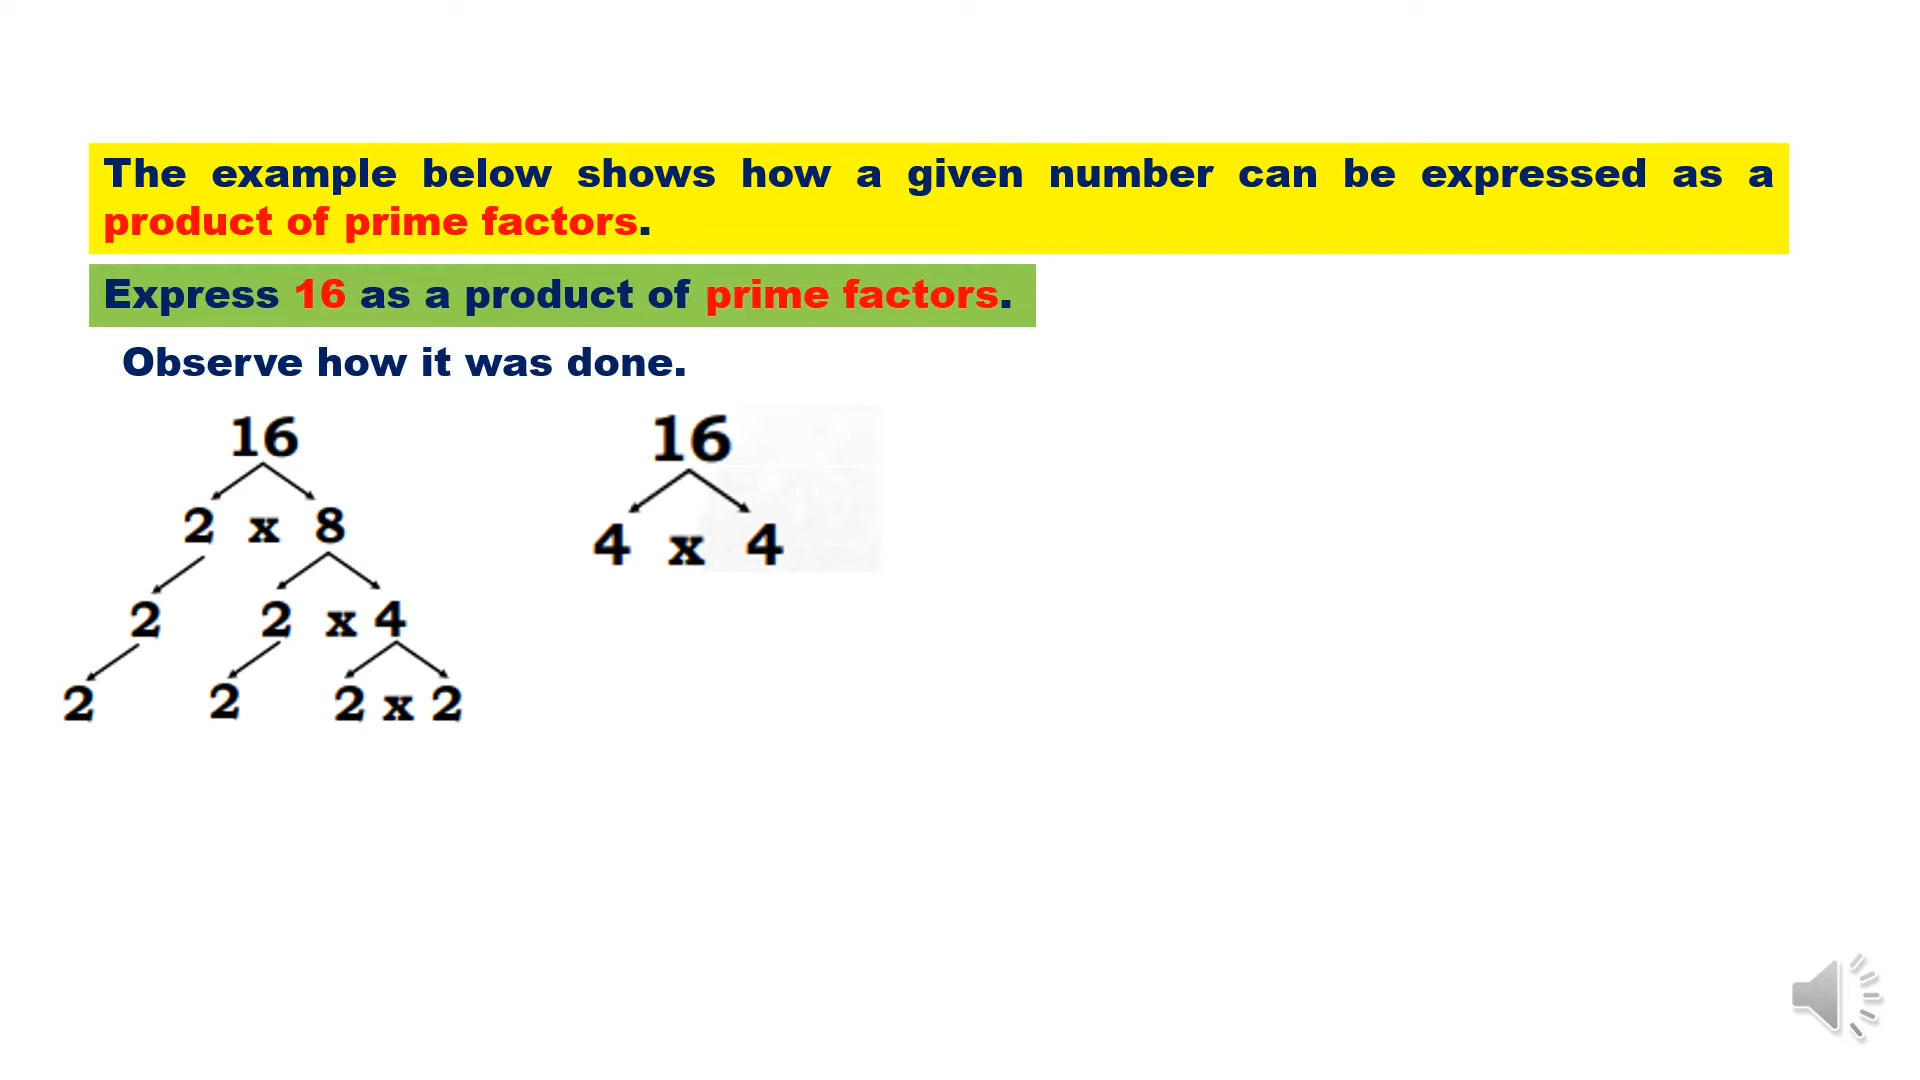 The example below shows how a given number can be expressed as a
product of prime factors.
Express 16 as a product of prime factors.
Observe how it was done.
16
2 x 8
2 2 x 4
2 2 2 x 2
16
4 x 4